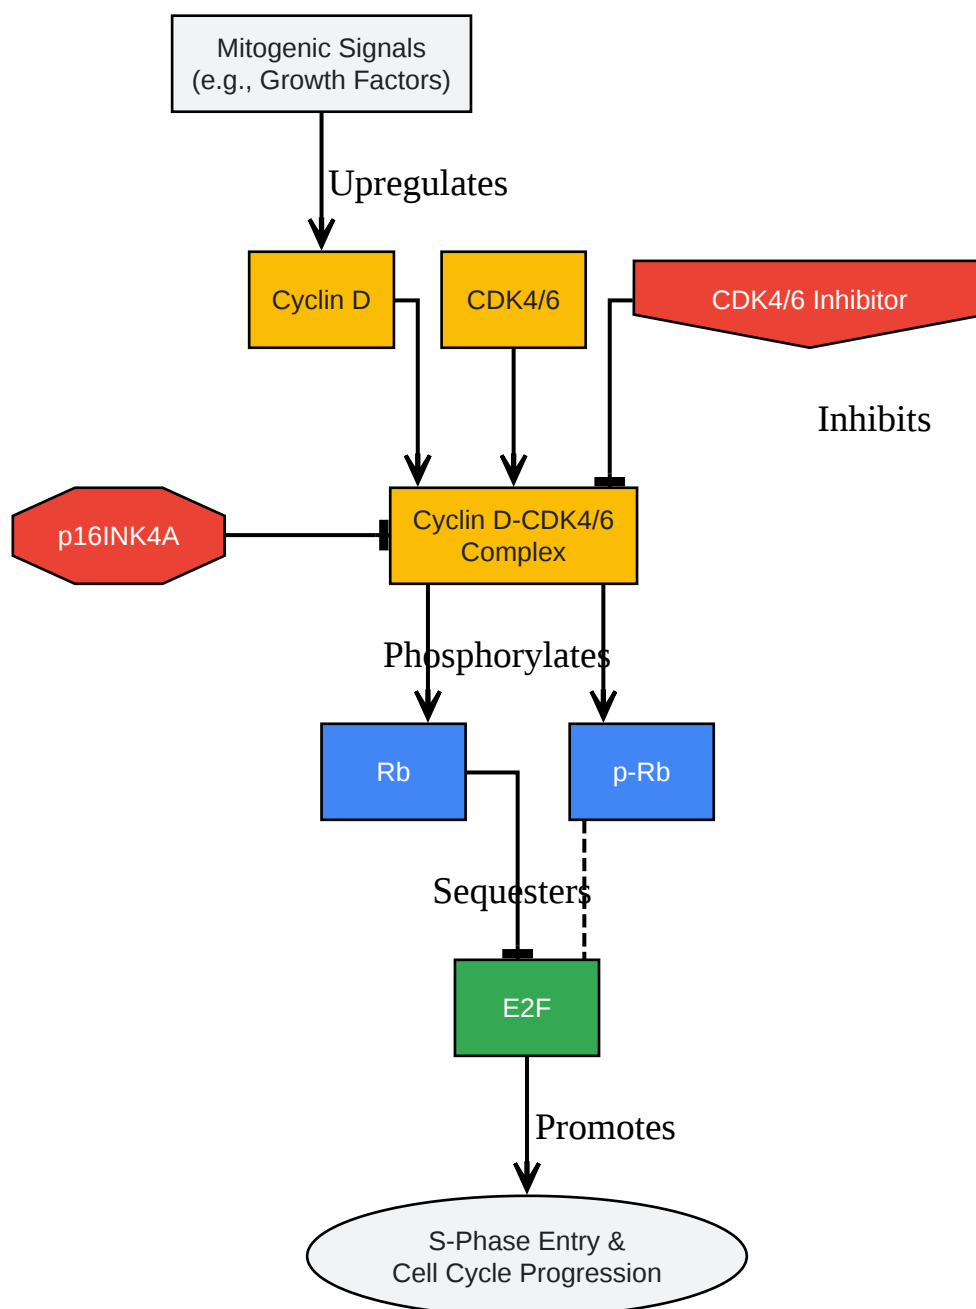 Mitogenic Signals
(e.g., Growth Factors)
Upregulates
Cyclin D
CDK4/6
CDK4/6 Inhibitor
Inhibits
p16INK4A
Cyclin D-CDK4/6
Complex
Phosphorylates
Rb
p-Rb
Sequesters
E2F
Promotes
S-Phase Entry &
Cell Cycle Progression